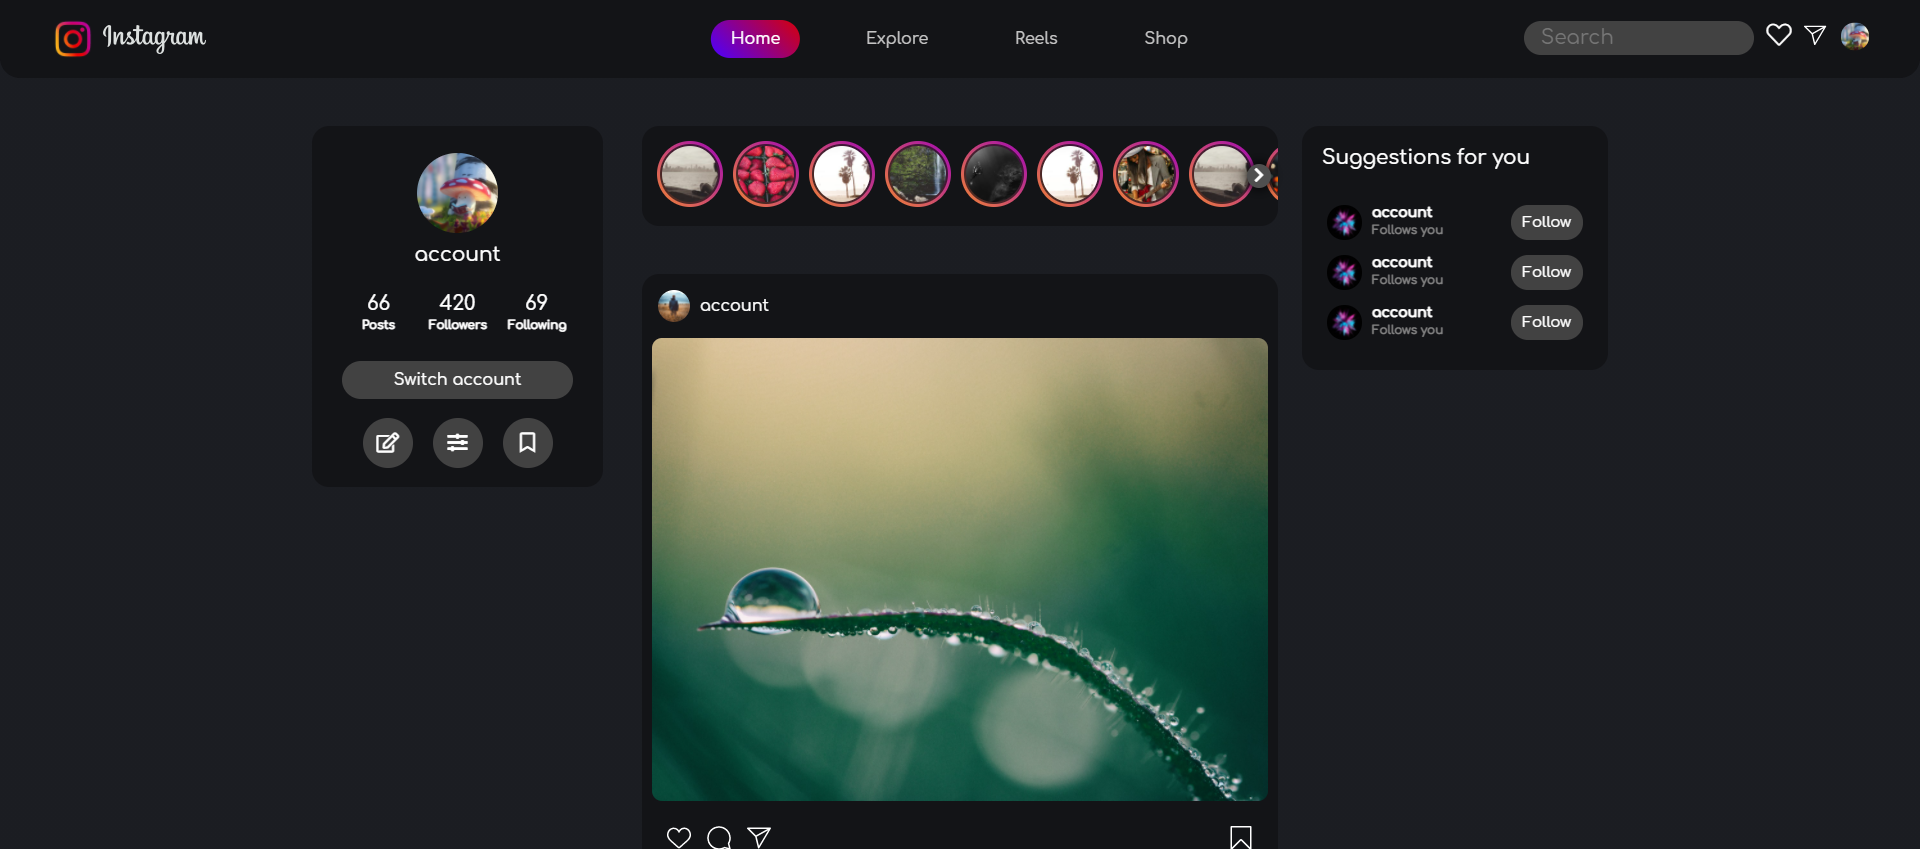 Instagram
Home
Explore
Reels
Shop
Search
account
66
420
69
Posts
Followers
Following
Switch account
account
Suggestions for you
account
Follows you
Follow
account
Follows you
Follow
account
Follows you
Follow